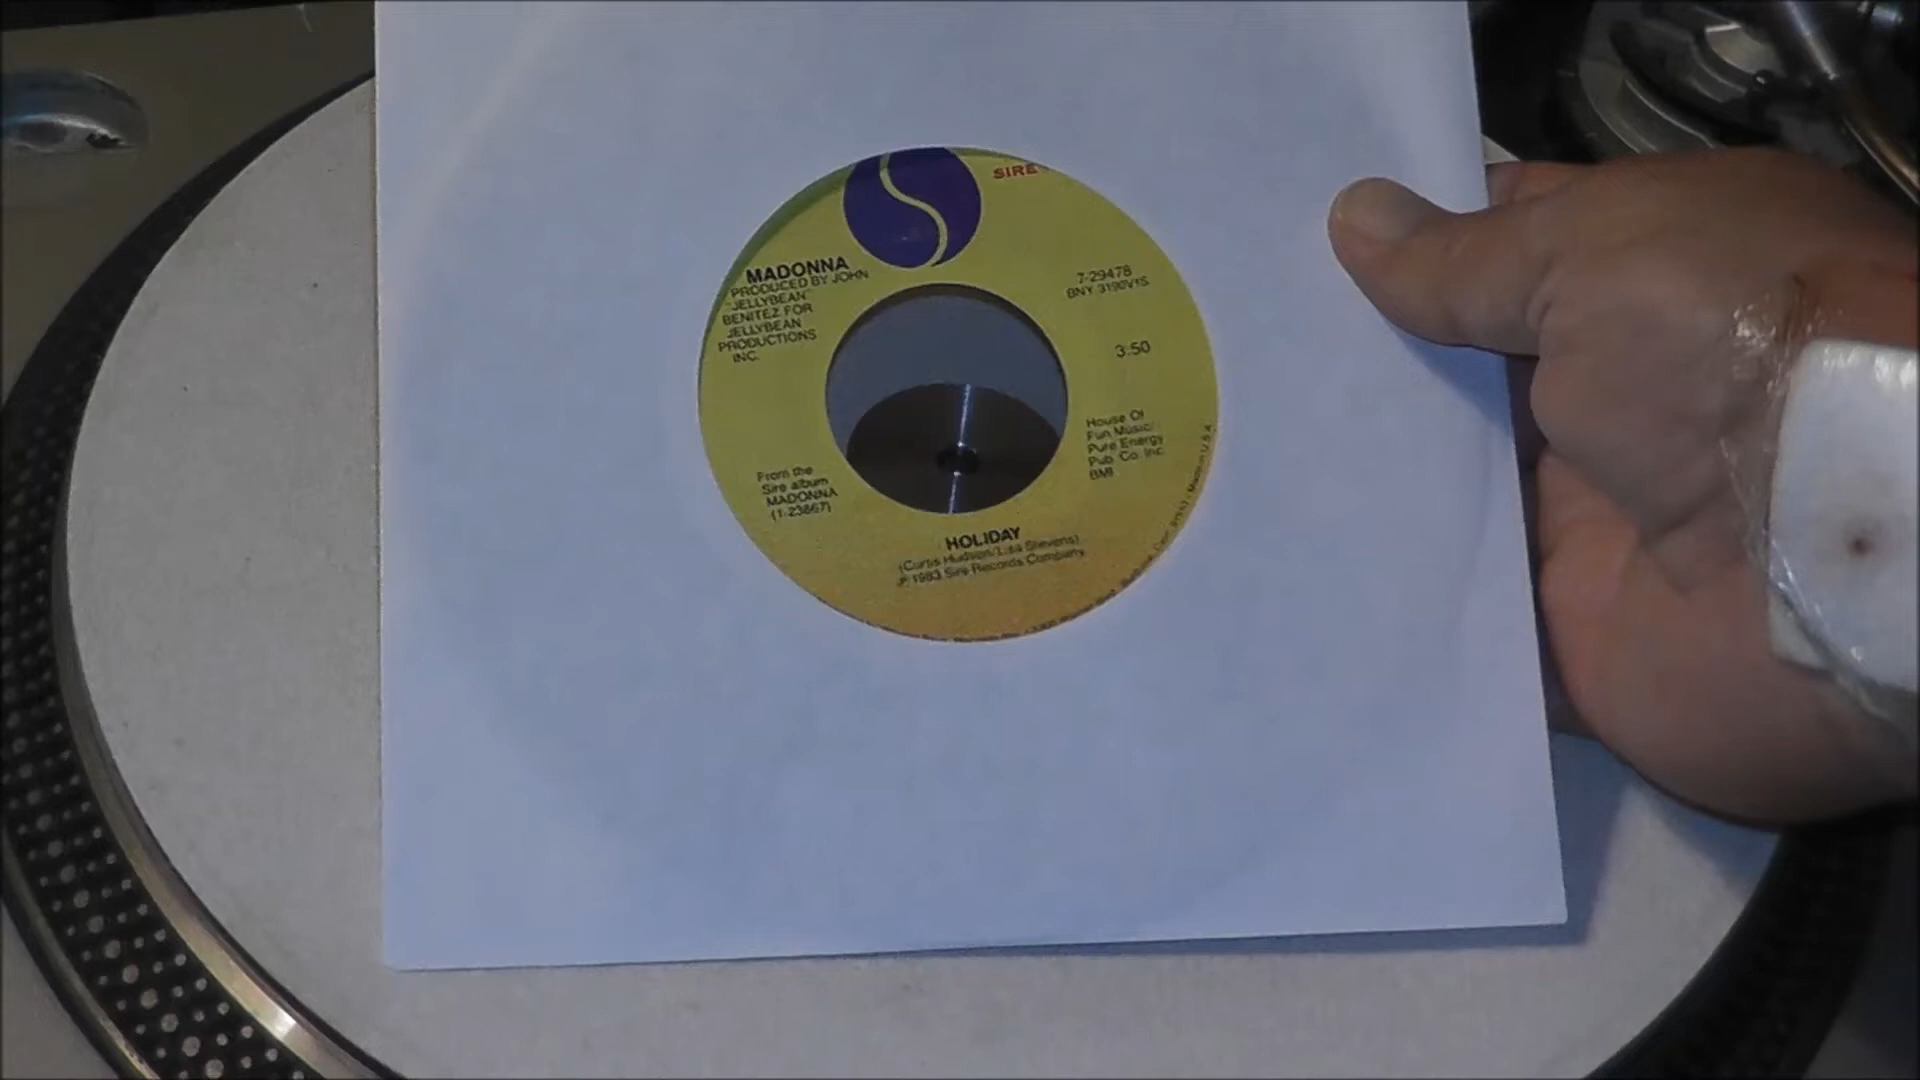 SIRE
MADONNA
PRODUCED BY JOHN
"JELLYBEAN"
BENITEZ FOR
JELLYBEAN
PRODUCTIONS
INC.
7-29478
3:50
House Of
Fun Music/
Pure Energy
Pub. Co. Inc.
BMI
From the
Sire album
MADONNA
(1-23867)
HOLIDAY
(Curtis Hudson/Lisa Stevens)
℗ 1983 Sire Records Company
Made in U.S.A.